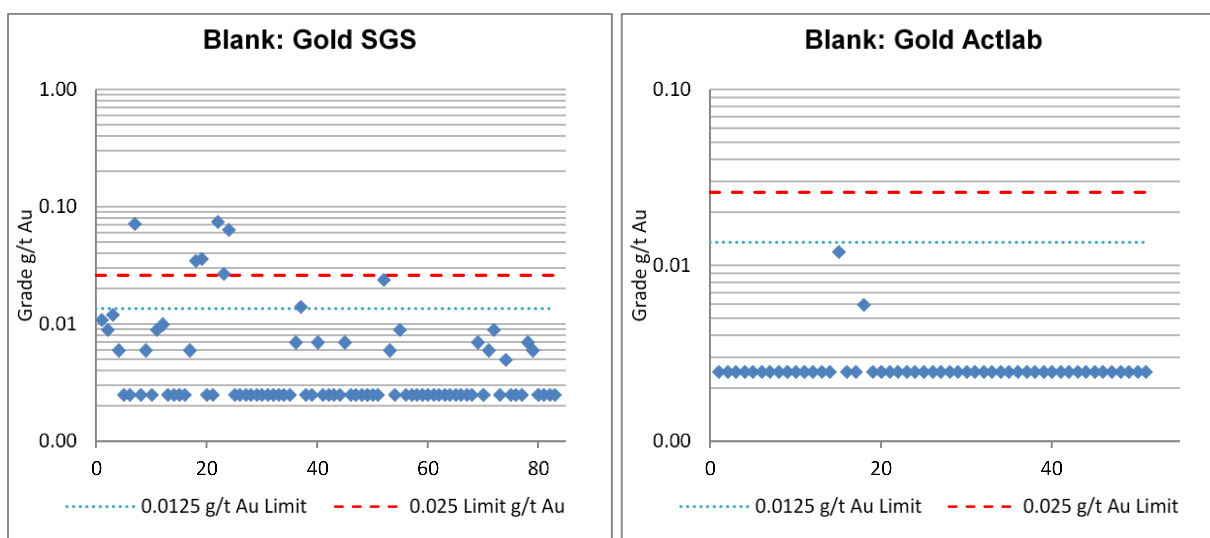 Blank: Gold SGS
1.00
0.10
0.01
0.00
Grade g/t Au
0 20 40 60 80
0.0125 g/t Au Limit 0.025 Limit g/t Au
Blank: Gold Actlab
0.10
0.01
0.00
Grade g/t Au
0 20 40
0.0125 g/t Au Limit 0.025 Limit g/t Au